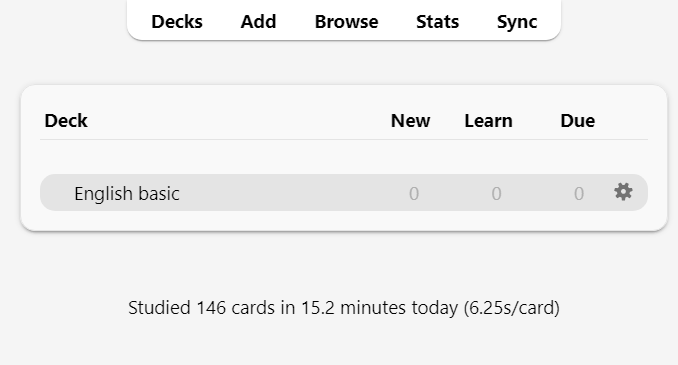 Decks Add Browse Stats Sync
Deck New Learn Due
English basic 0 0 0
Studied 146 cards in 15.2 minutes today (6.25s/card)